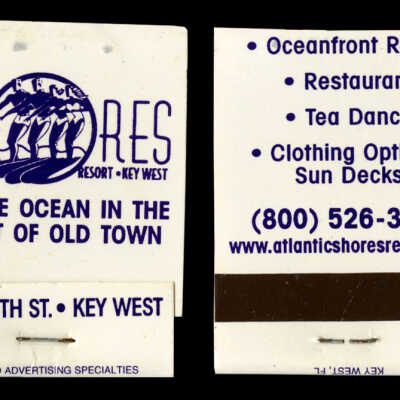 RES
RESORT • KEY WEST
E OCEAN IN THE
T OF OLD TOWN
TH ST. • KEY WEST
ADVERTISING SPECIALTIES
• Oceanfront R
• Restauran
• Tea Danc
• Clothing Opti
Sun Decks
(800) 526-3
www.atlanticshoresre
KEY WEST, FL